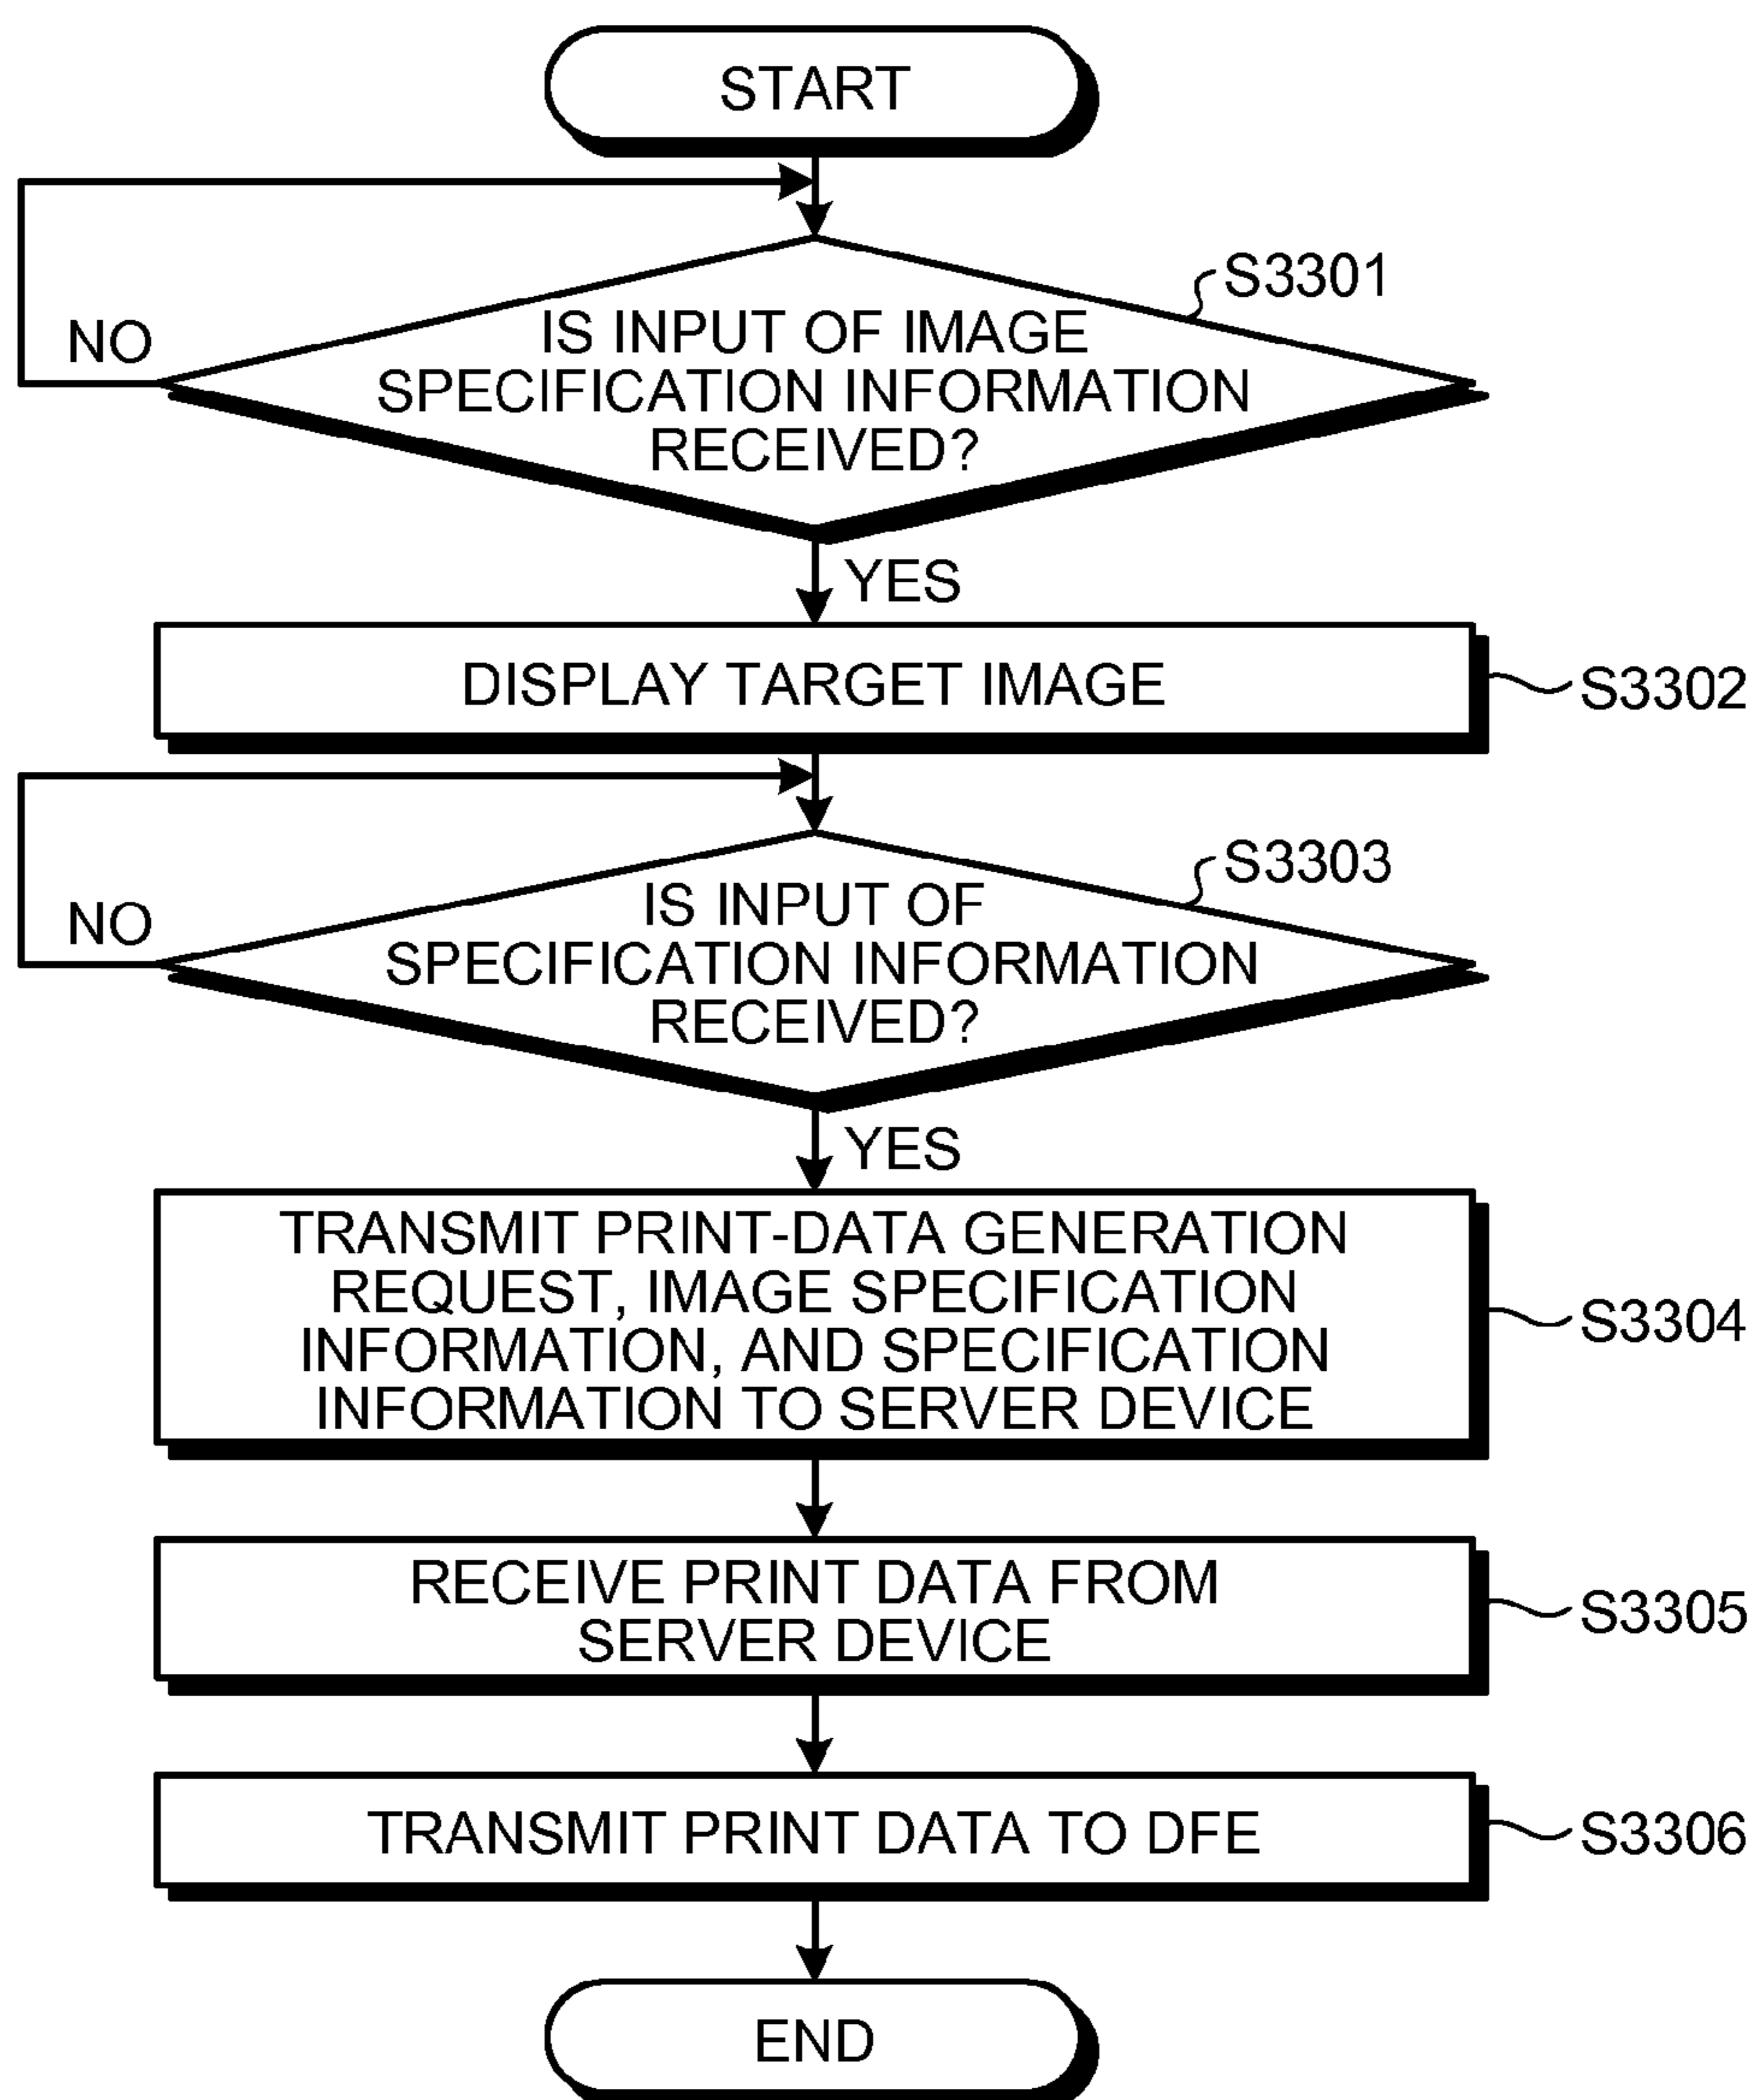 START
S3301
NO
IS INPUT OF IMAGE
SPECIFICATION INFORMATION
RECEIVED?
YES
DISPLAY TARGET IMAGE
S3302
S3303
NO
IS INPUT OF
SPECIFICATION INFORMATION
RECEIVED?
YES
TRANSMIT PRINT-DATA GENERATION
REQUEST, IMAGE SPECIFICATION
INFORMATION, AND SPECIFICATION
INFORMATION TO SERVER DEVICE
S3304
RECEIVE PRINT DATA FROM
SERVER DEVICE
S3305
TRANSMIT PRINT DATA TO DFE
S3306
END